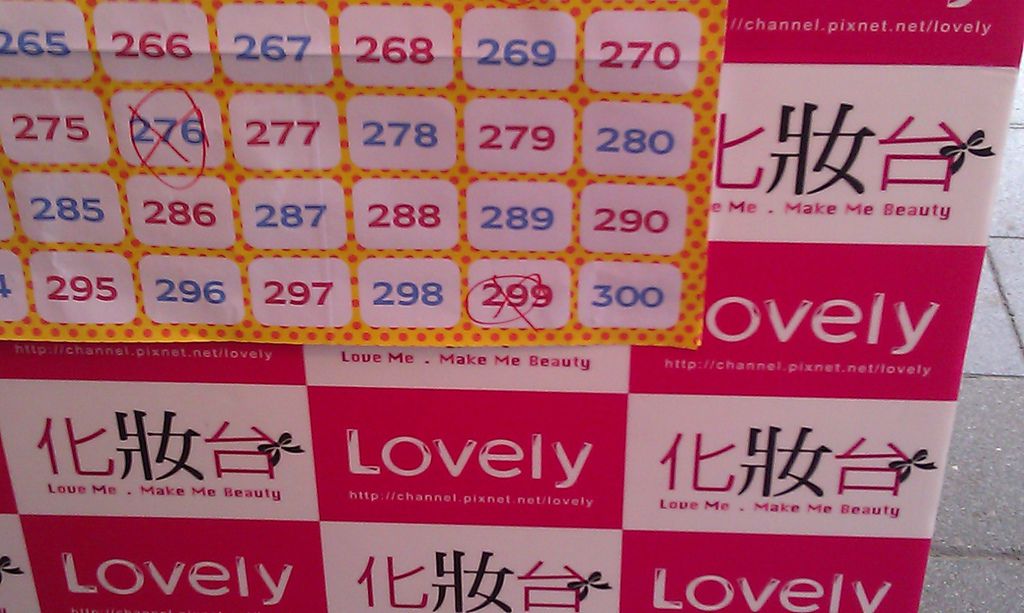 265 266 267 268 269 270
275 276 277 278 279 280
285 286 287 288 289 290
4 295 296 297 298 299 300
//channel.pixnet.net/lovely
化妝台
e Me . Make Me Beauty
Lovely
http://channel.pixnet.net/lovely
http://channel.pixnet.net/lovely
Love Me . Make Me Beauty
化妝台
Love Me . Make Me Beauty
Lovely
http://channel.pixnet.net/lovely
化妝台
Love Me . Make Me Beauty
Lovely
化妝台
Lovely